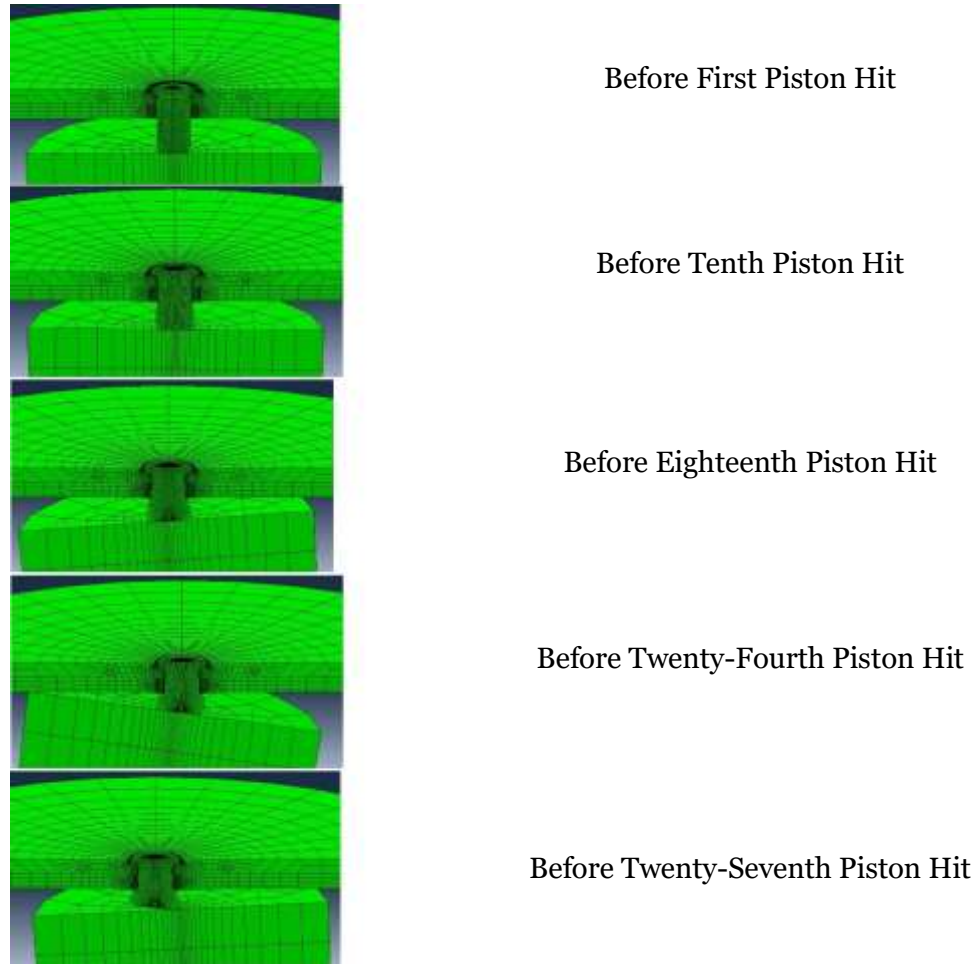 Before First Piston Hit
Before Tenth Piston Hit
Before Eighteenth Piston Hit
Before Twenty-Fourth Piston Hit
Before Twenty-Seventh Piston Hit